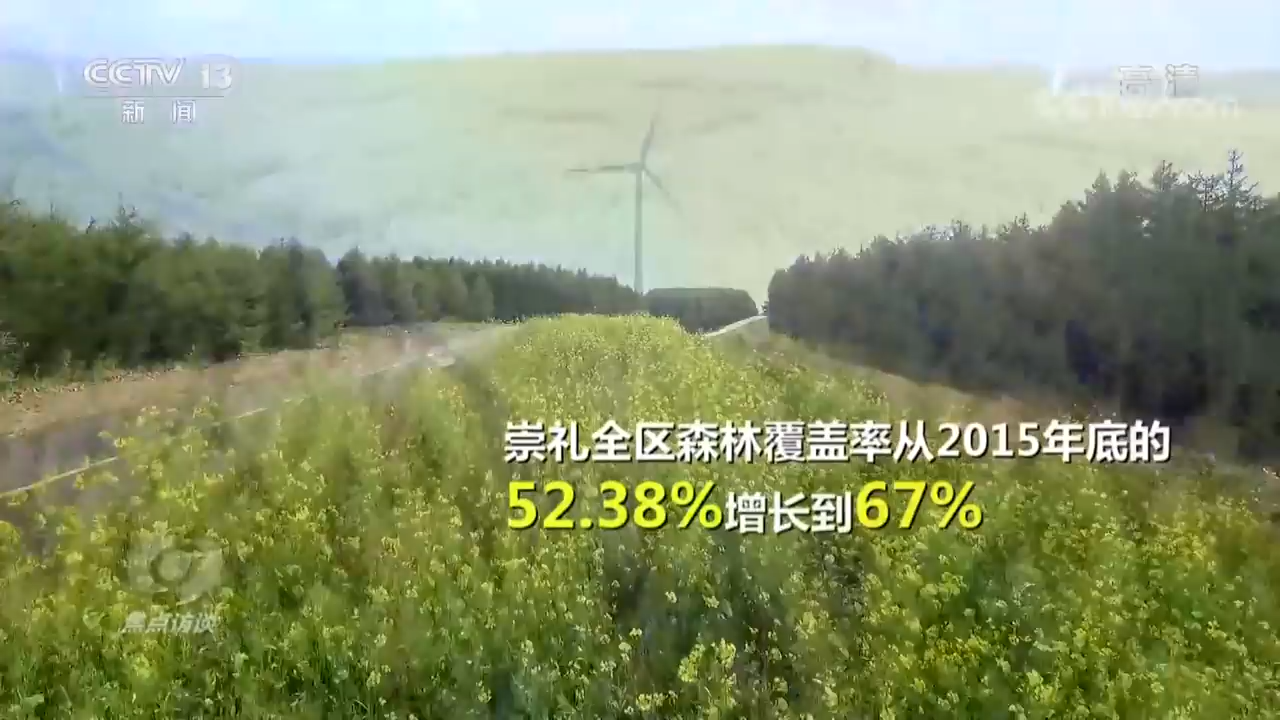 CCTV 13
新闻
高清
崇礼全区森林覆盖率从2015年底的
52.38%增长到67%
焦点访谈